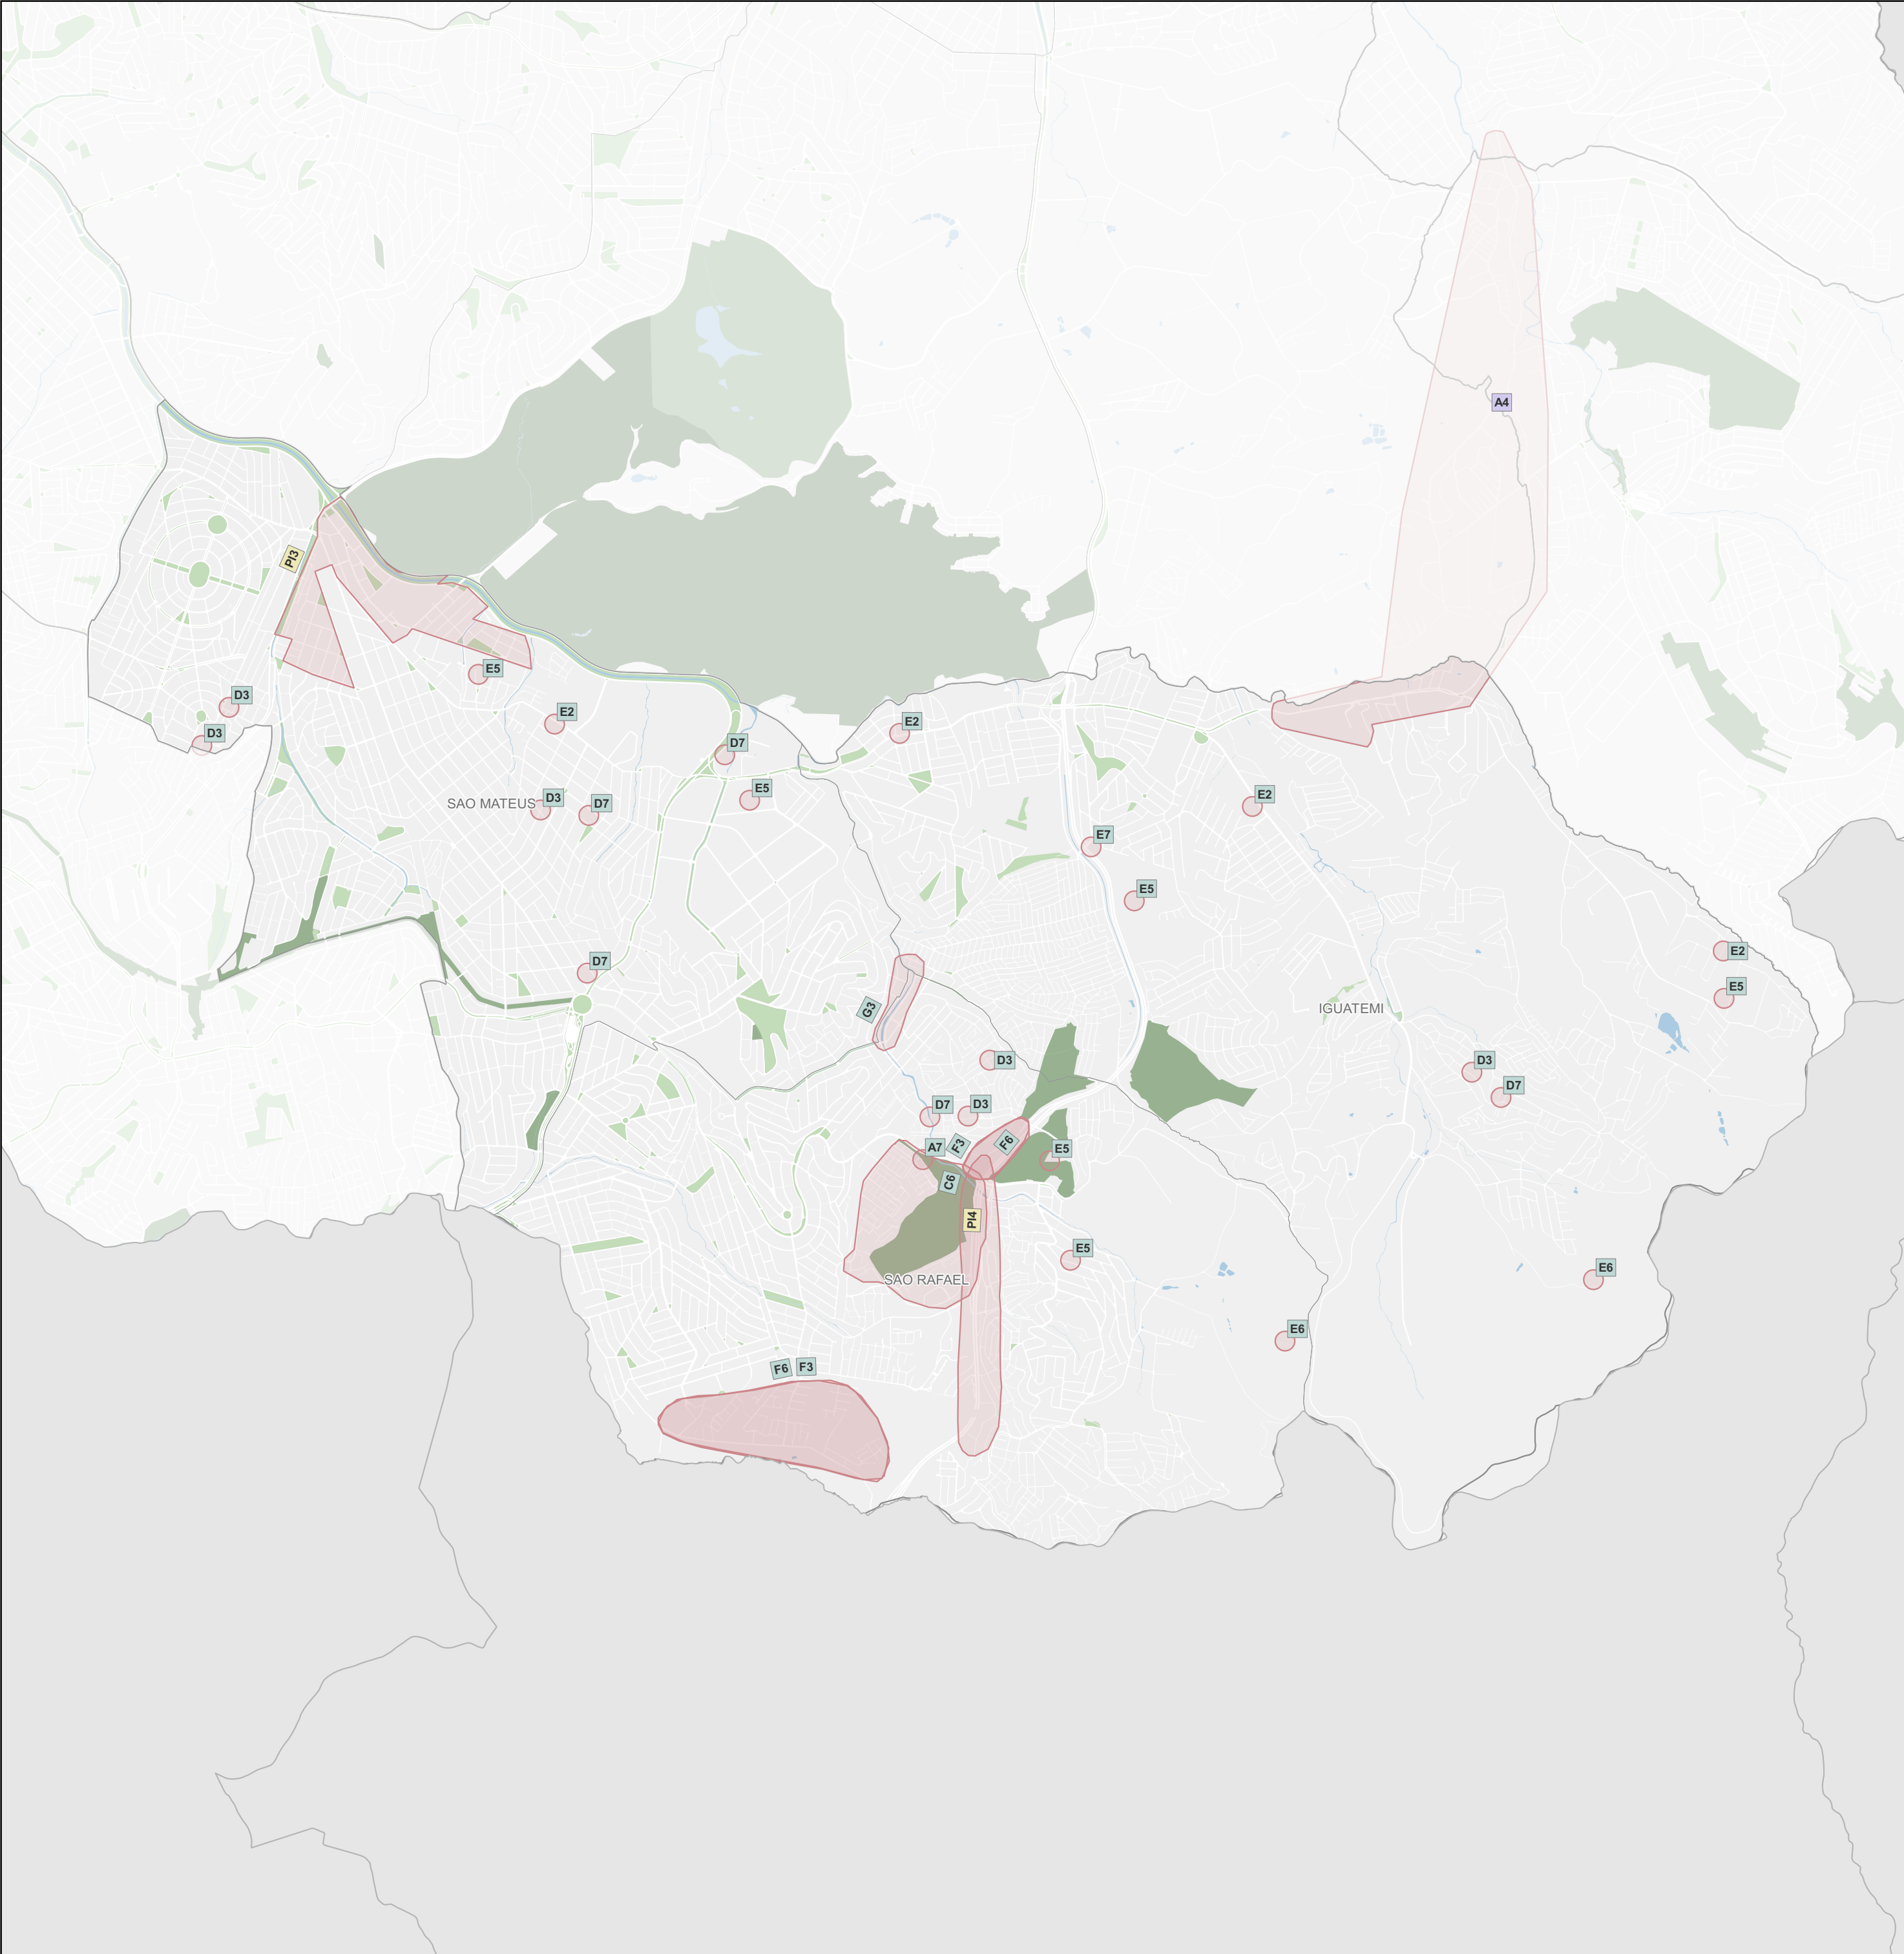 A4
PI3
E5
D3
E2
E2
D3
D7
E5
SAO MATEUS
D3
D7
E2
E7
E5
D7
E2
E5
G3
IGUATEMI
D3
D3
D7
D7
D3
A7
F3
F6
E5
C6
PI4
E5
SAO RAFAEL
E6
E6
F6
F3